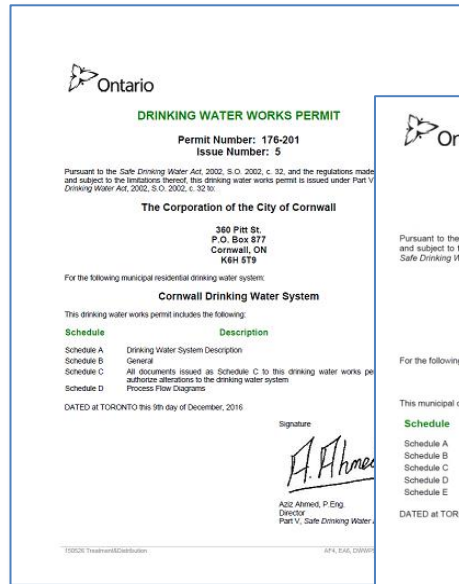 Ontario
DRINKING WATER WORKS PERMIT
Permit Number: 176-201
Issue Number: 5
Pursuant to the Safe Drinking Water Act, 2002, S.O. 2002, c. 32, and the regulations made
and subject to the limitations thereof, this drinking water works permit is issued under Part V
Drinking Water Act, 2002, S.O. 2002, c. 32 to:
The Corporation of the City of Cornwall
360 Pitt St.
P.O. Box 877
Cornwall, ON
K6H 5T9
For the following municipal residential drinking water system:
Cornwall Drinking Water System
This drinking water works permit includes the following:
Schedule Description
Schedule A Drinking Water System Description
Schedule B General
Schedule C All documents issued as Schedule C to this drinking water works pe
authorize alterations to the drinking water system
Schedule D Process Flow Diagrams
DATED at TORONTO this 9th day of December, 2016
Signature
A. Ahmed
Aziz Ahmed, P.Eng.
Director
Part V, Safe Drinking Water
Or
Pursuant to the
and subject to
Safe Drinking W
For the following
This municipal
Schedule
Schedule A
Schedule B
Schedule C
Schedule D
Schedule E
DATED at TOR